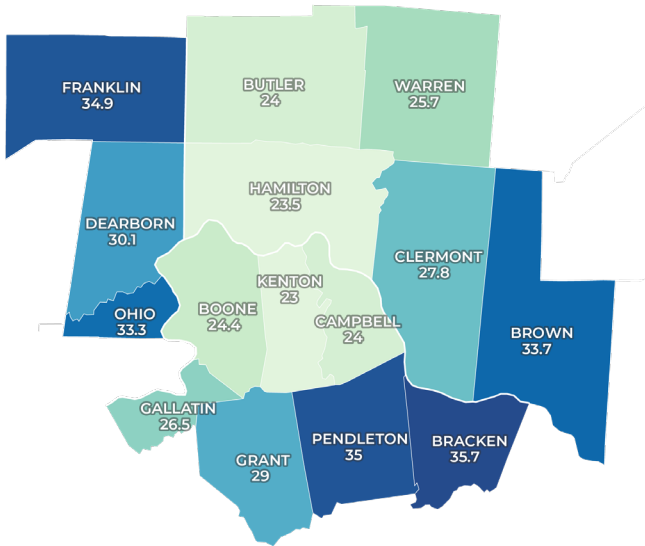 FRANKLIN
34.9
BUTLER
24
WARREN
25.7
HAMILTON
23.5
DEARBORN
30.1
CLERMONT
27.8
KENTON
23
OHIO
33.3
BOONE
24.4
CAMPBELL
24
BROWN
33.7
GALLATIN
26.5
GRANT
29
PENDLETON
35
BRACKEN
35.7